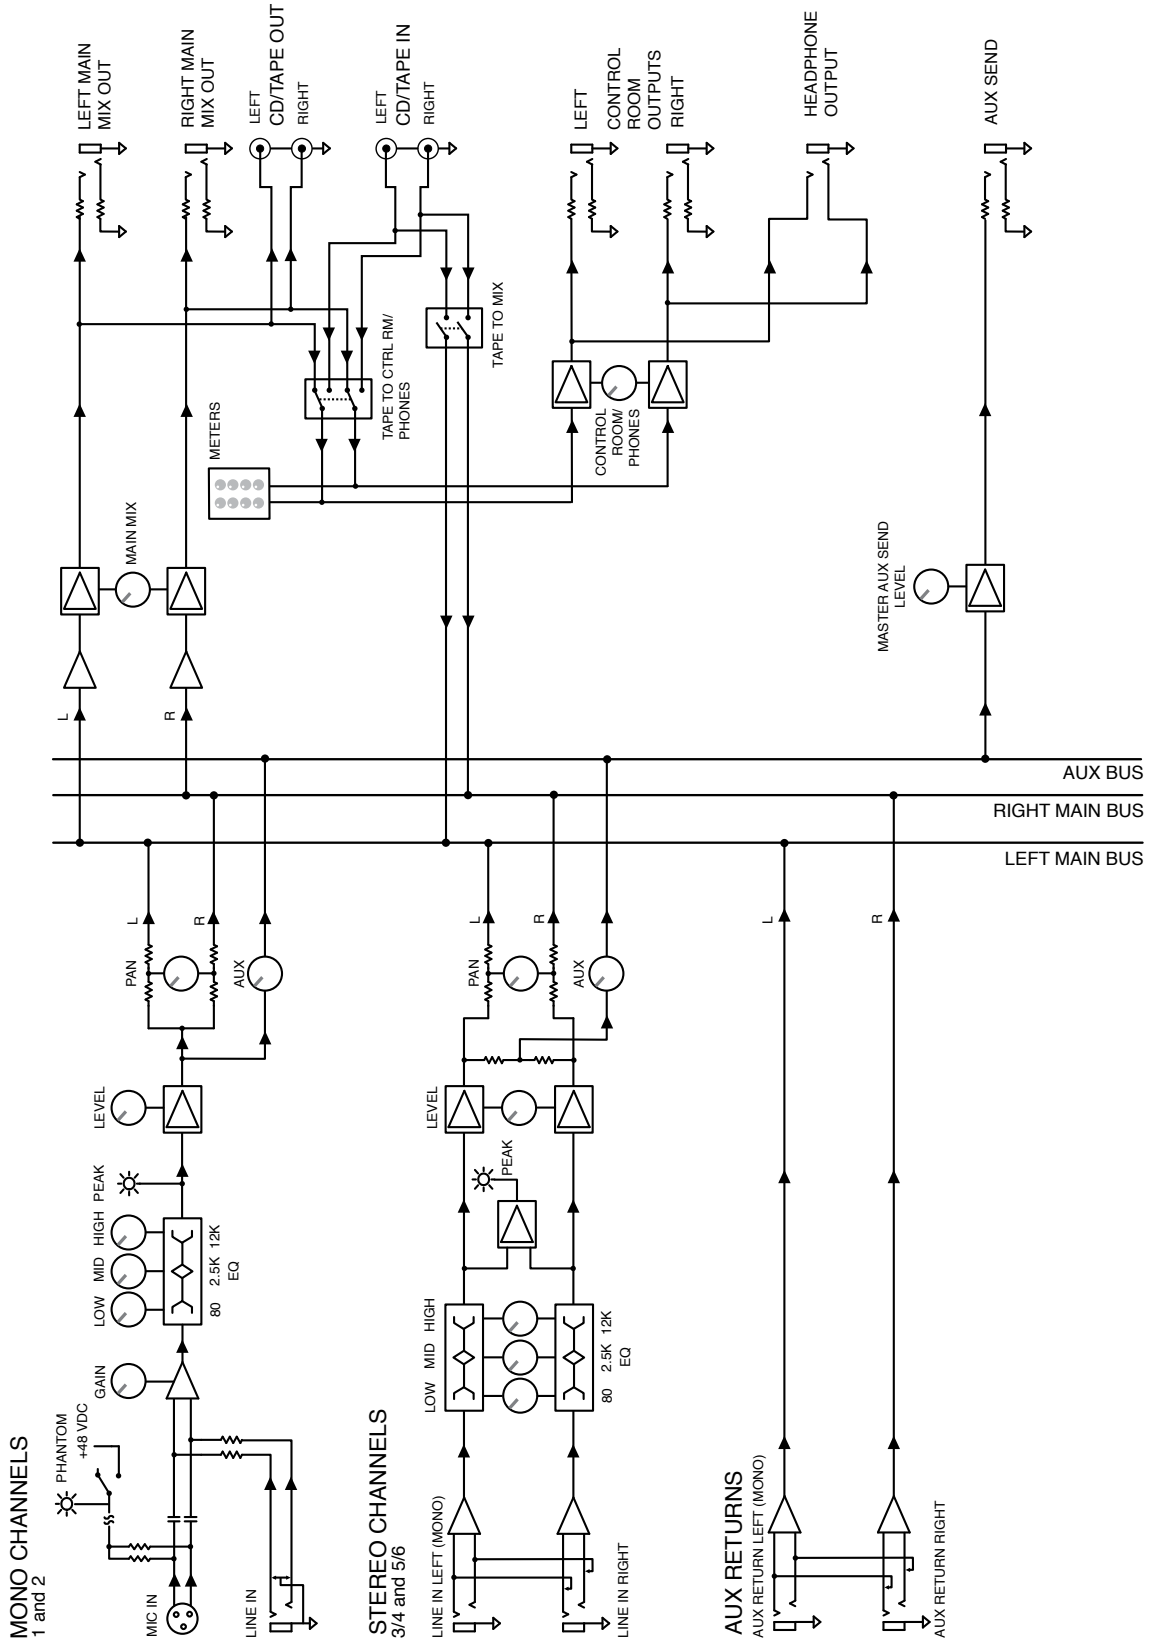 MONO CHANNELS
1 and 2
PHANTOM
+48 VDC
MIC IN
LINE IN
GAIN
LOW MID HIGH
PEAK
80 2.5K 12K
EQ
LEVEL
PAN
L
R
AUX
STEREO CHANNELS
3/4 and 5/6
LINE IN LEFT (MONO)
LINE IN RIGHT
LOW MID HIGH
80 2.5K 12K
EQ
PEAK
LEVEL
PAN
L
R
AUX
AUX RETURNS
AUX RETURN LEFT (MONO)
AUX RETURN RIGHT
L
R
LEFT MAIN BUS
RIGHT MAIN BUS
AUX BUS
L
R
MAIN MIX
METERS
TAPE TO CTRL RM/
PHONES
TAPE TO MIX
CONTROL
ROOM/
PHONES
MASTER AUX SEND
LEVEL
LEFT MAIN
MIX OUT
RIGHT MAIN
MIX OUT
LEFT
CD/TAPE OUT
RIGHT
LEFT
CD/TAPE IN
RIGHT
LEFT
CONTROL
ROOM
OUTPUTS
RIGHT
HEADPHONE
OUTPUT
AUX SEND